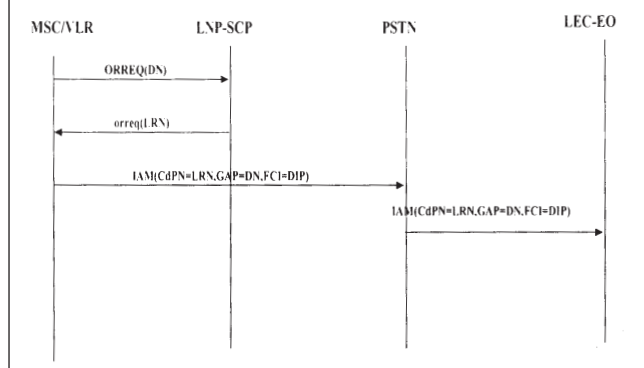 MSC/VLR LNP-SCP PSTN LEC-EO
ORREQ(DN)
orreq(LRN)
IAM(CdPN=LRN,GAP=DN,FCI=DIP)
IAM(CdPN=LRN,GAP=DN,FCI=DIP)